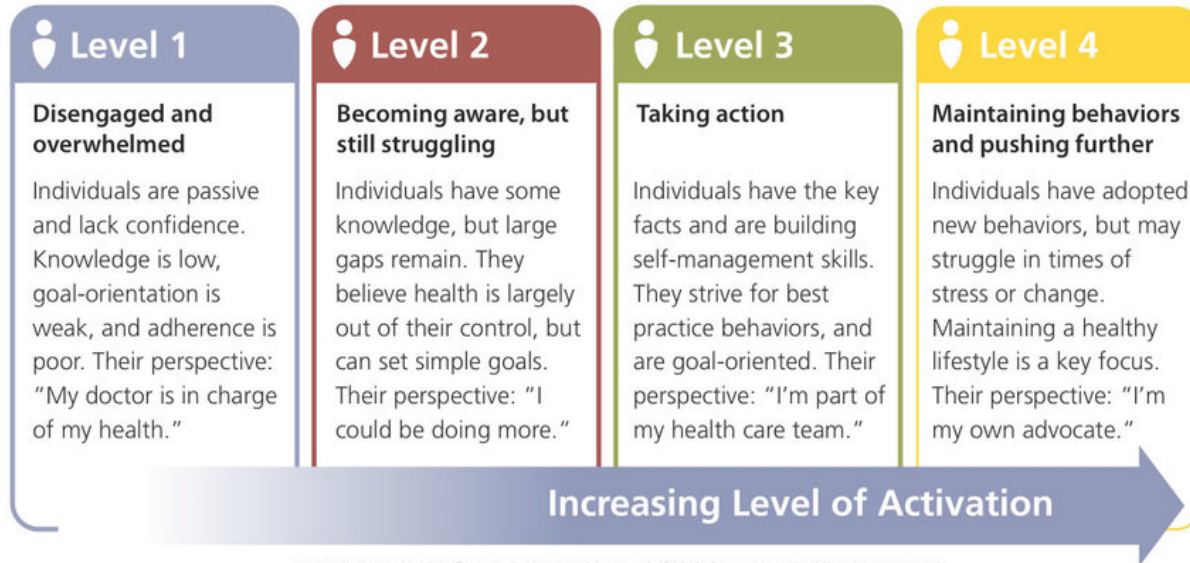 Level 1
Disengaged and
overwhelmed
Individuals are passive
and lack confidence.
Knowledge is low,
goal-orientation is
weak, and adherence is
poor. Their perspective:
“My doctor is in charge
of my health.”
Level 2
Becoming aware, but
still struggling
Individuals have some
knowledge, but large
gaps remain. They
believe health is largely
out of their control, but
can set simple goals.
Their perspective: “I
could be doing more.”
Level 3
Taking action
Individuals have the key
facts and are building
self-management skills.
They strive for best
practice behaviors, and
are goal-oriented. Their
perspective: “I’m part of
my health care team.”
Level 4
Maintaining behaviors
and pushing further
Individuals have adopted
new behaviors, but may
struggle in times of
stress or change.
Maintaining a healthy
lifestyle is a key focus.
Their perspective: “I’m
my own advocate.”
Increasing Level of Activation